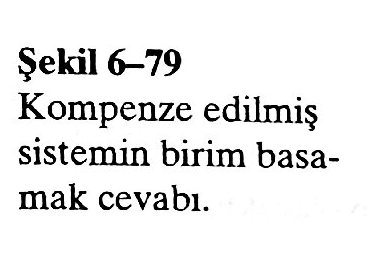 Şekil 6–79
Kompenze edilmiş
sistemin birim basa-
mak cevabı.